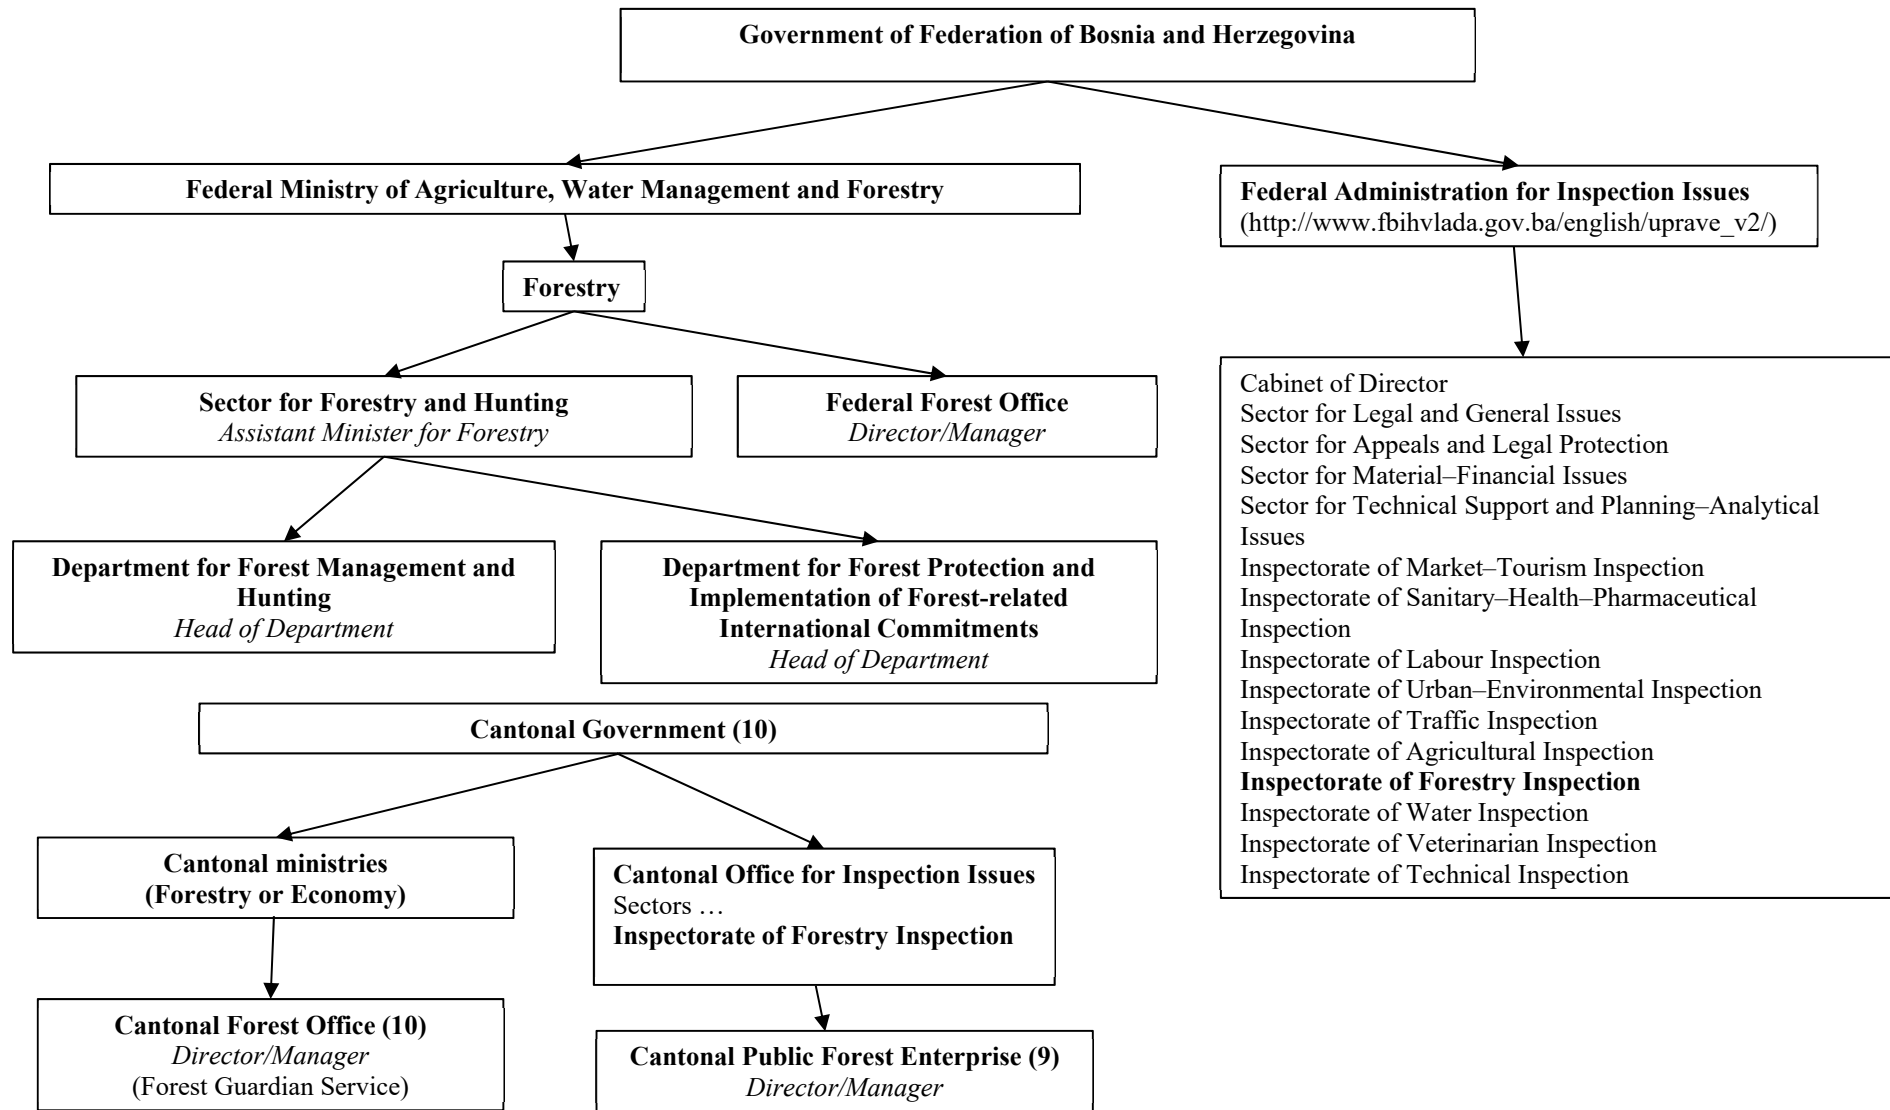 Government of Federation of Bosnia and Herzegovina
Federal Ministry of Agriculture, Water Management and Forestry
Federal Administration for Inspection Issues
(http://www.fbihvlada.gov.ba/english/uprave_v2/)
Forestry
Sector for Forestry and Hunting
Assistant Minister for Forestry
Federal Forest Office
Director/Manager
Department for Forest Management and
Hunting
Head of Department
Department for Forest Protection and
Implementation of Forest-related
International Commitments
Head of Department
Cabinet of Director
Sector for Legal and General Issues
Sector for Appeals and Legal Protection
Sector for Material–Financial Issues
Sector for Technical Support and Planning–Analytical
Issues
Inspectorate of Market–Tourism Inspection
Inspectorate of Sanitary–Health–Pharmaceutical
Inspection
Inspectorate of Labour Inspection
Inspectorate of Urban–Environmental Inspection
Inspectorate of Traffic Inspection
Inspectorate of Agricultural Inspection
Inspectorate of Forestry Inspection
Inspectorate of Water Inspection
Inspectorate of Veterinarian Inspection
Inspectorate of Technical Inspection
Cantonal Government (10)
Cantonal ministries
(Forestry or Economy)
Cantonal Office for Inspection Issues
Sectors …
Inspectorate of Forestry Inspection
Cantonal Forest Office (10)
Director/Manager
(Forest Guardian Service)
Cantonal Public Forest Enterprise (9)
Director/Manager